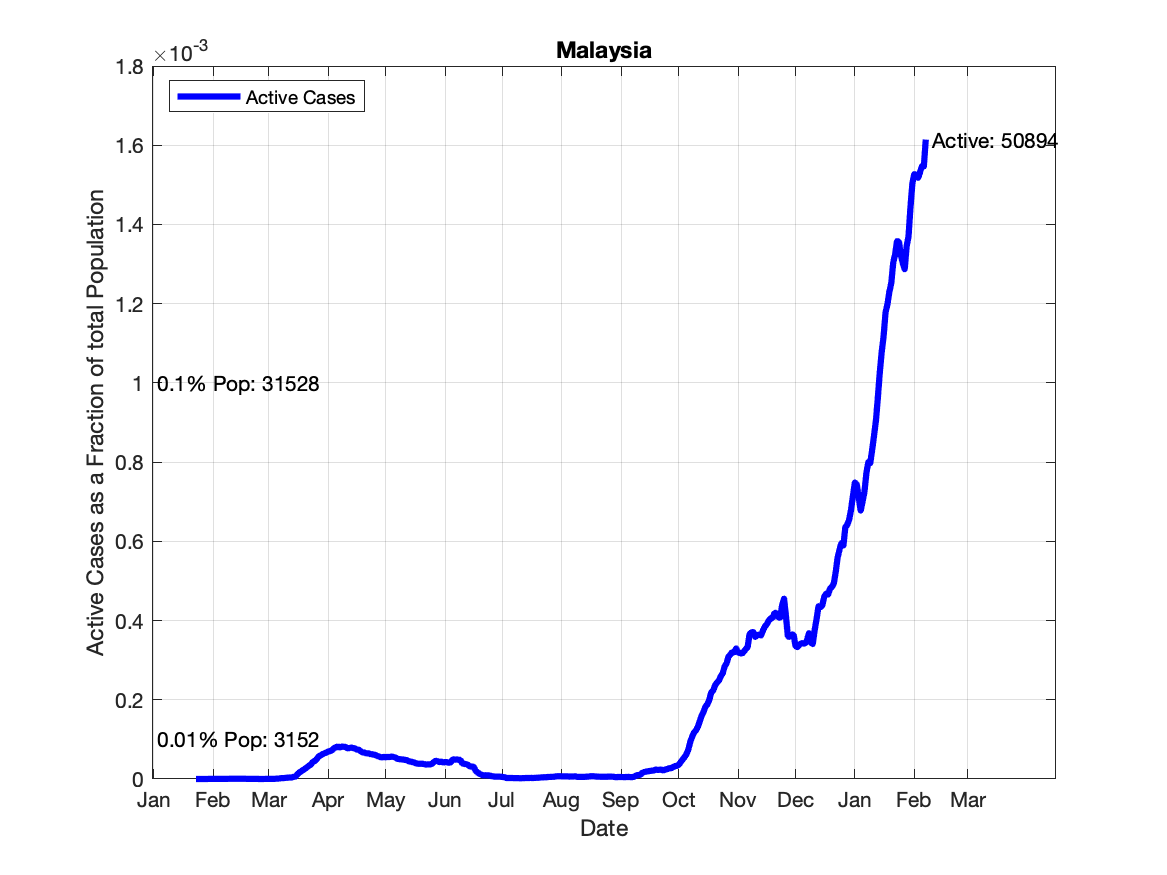 Malaysia
×10-3
Active Cases
1.8
1.6
1.4
1.2
1
0.8
0.6
0.4
0.2
0
Active: 50894
0.1% Pop: 31528
0.01% Pop: 3152
Active Cases as a Fraction of total Population
Jan Feb Mar Apr May Jun Jul Aug Sep Oct Nov Dec Jan Feb Mar
Date